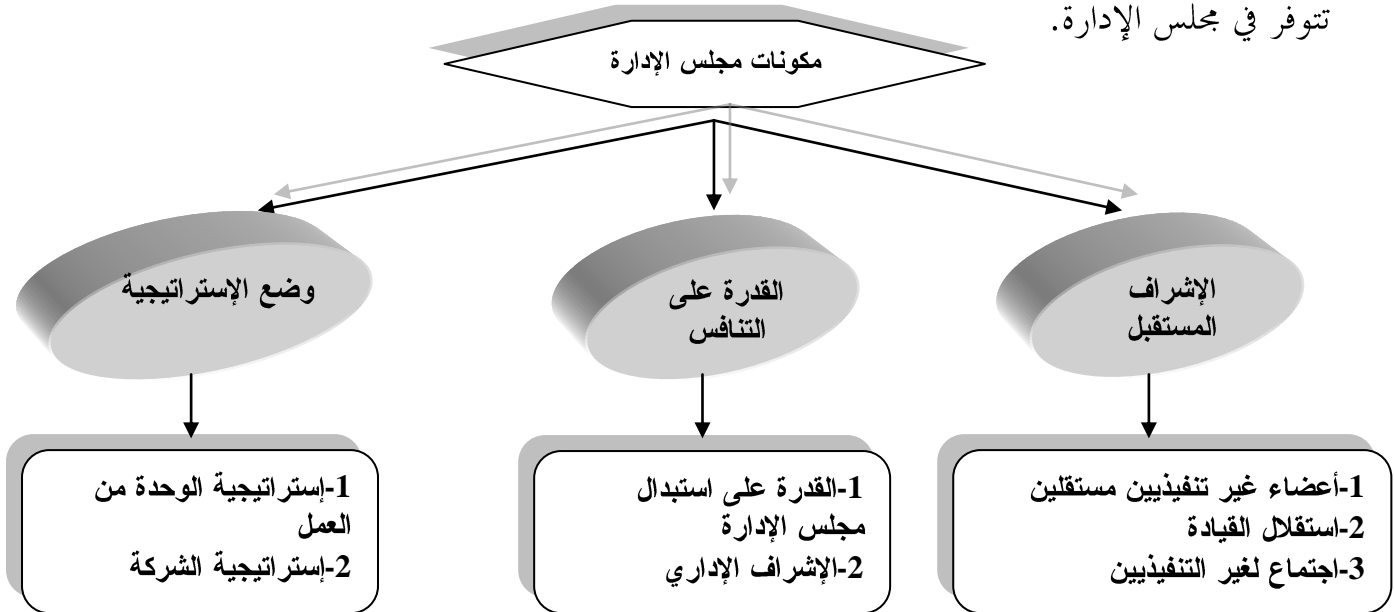 تتوفر في مجلس الإدارة.
مكونات مجلس الإدارة
الإشراف
المستقبل
القدرة على
التنافس
وضع الإستراتيجية
1-أعضاء غير تنفيذيين مستقلين
2-استقلال القيادة
3-اجتماع لغير التنفيذيين
1-القدرة على استبدال
مجلس الإدارة
2-الإشراف الإداري
1-إستراتيجية الوحدة من
العمل
2-إستراتيجية الشركة